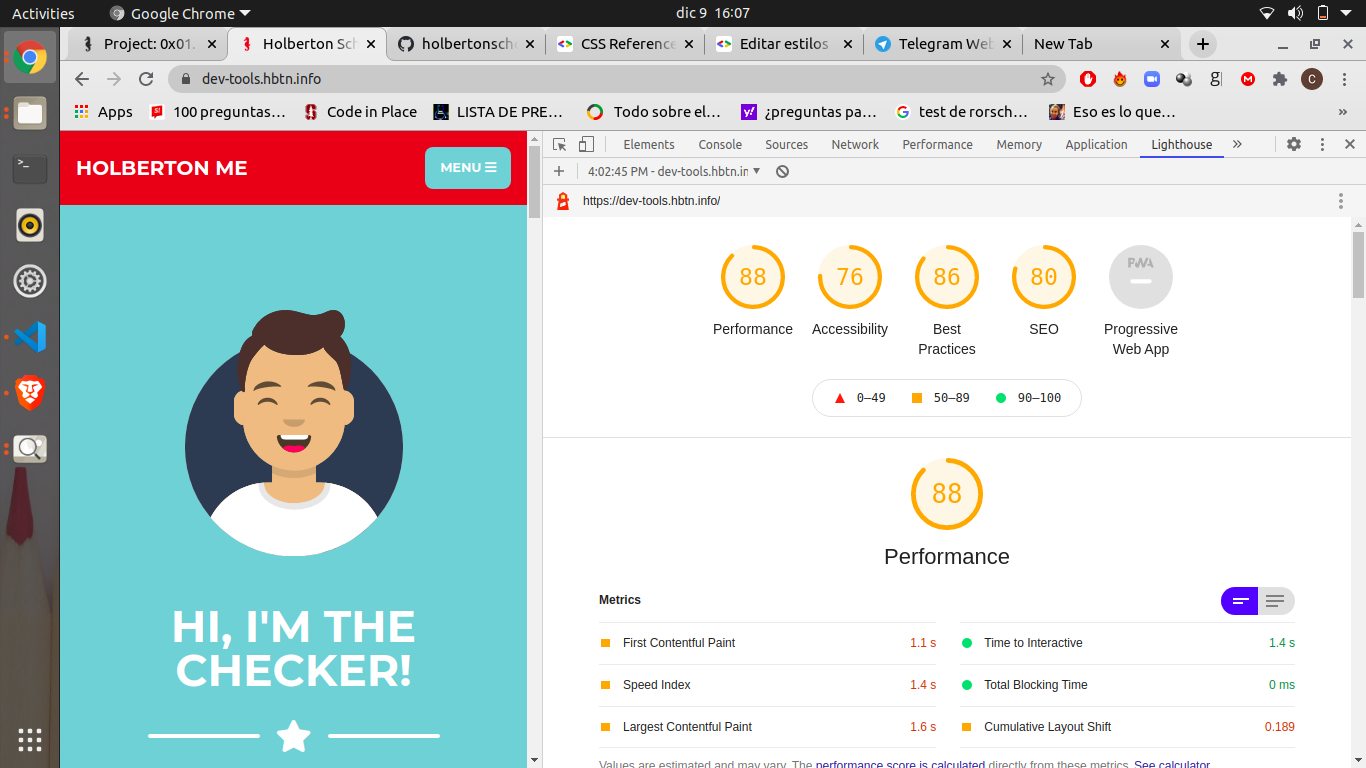 Activities
Google Chrome
dic 9 16:07
Project: 0x01.
Holberton Sch
holbertonsch
CSS Reference
Editar estilos
Telegram Web
New Tab
dev-tools.hbtn.info
C
Apps
100 preguntas…
Code in Place
LISTA DE PRE…
Todo sobre el…
¿preguntas pa…
test de rorsch…
Eso es lo que…
»
HOLBERTON ME
MENU
HI, I'M THE
CHECKER!
Elements
Console
Sources
Network
Performance
Memory
Application
Lighthouse
»
4:02:45 PM - dev-tools.hbtn.in
https://dev-tools.hbtn.info/
88
76
86
80
PWA
Performance
Accessibility
Best
Practices
SEO
Progressive
Web App
0–49
50–89
90–100
88
Performance
Metrics
First Contentful Paint 1.1 s
Time to Interactive 1.4 s
Speed Index 1.4 s
Total Blocking Time 0 ms
Largest Contentful Paint 1.6 s
Cumulative Layout Shift 0.189
Values are estimated and may vary. The performance score is calculated directly from these metrics. See calculator.